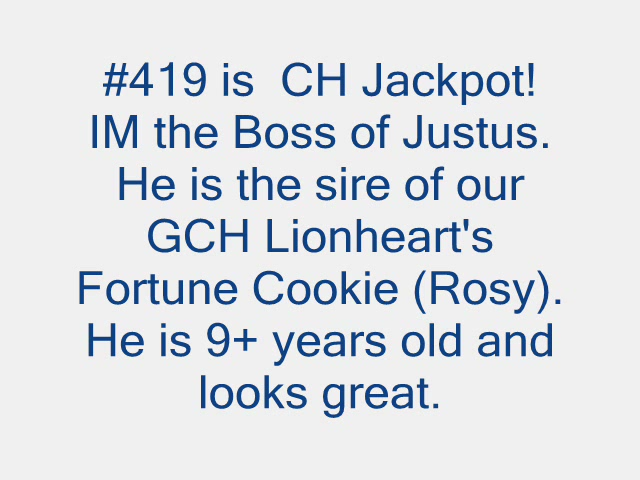 #419 is  CH Jackpot!
IM the Boss of Justus.
He is the sire of our
GCH Lionheart's
Fortune Cookie (Rosy).
He is 9+ years old and
looks great.